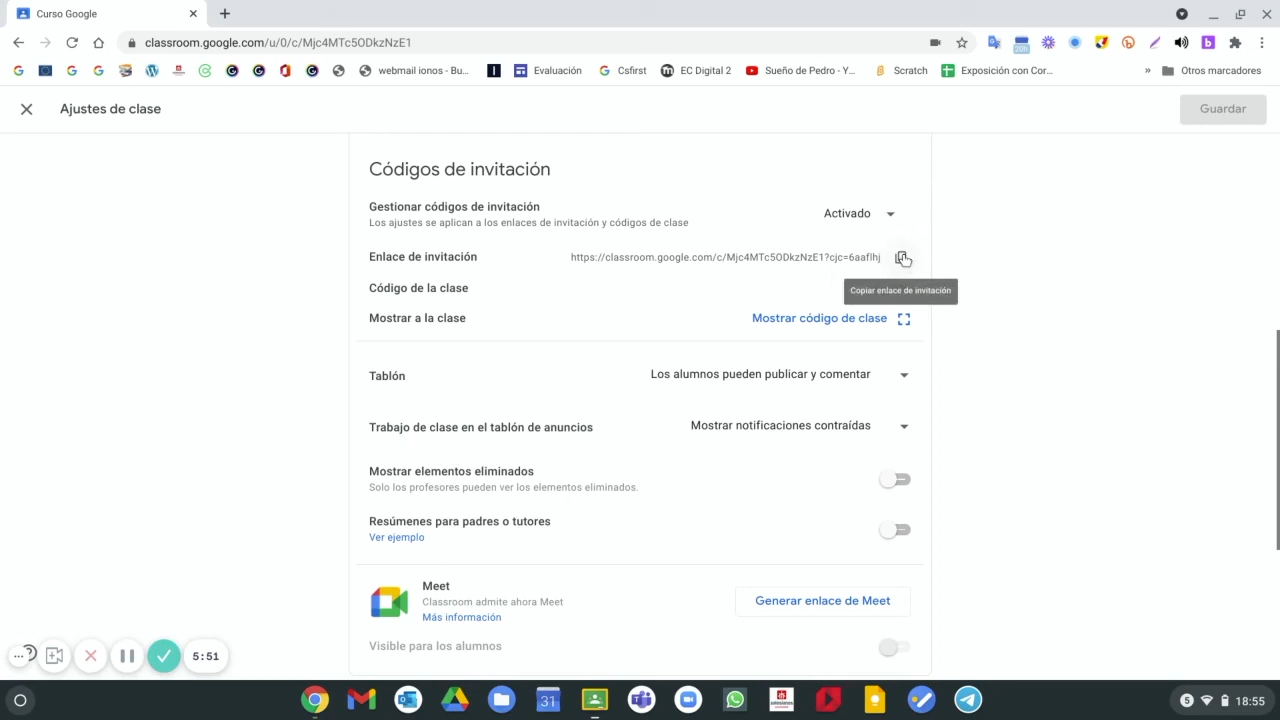 Curso Google
classroom.google.com/u/0/c/Mjc4MTc5ODkzNzE1
20h
webmail ionos - Bu...
Evaluación
Csfirst
EC Digital 2
Sueño de Pedro - Y...
Scratch
Exposición con Cor...
»
Otros marcadores
Ajustes de clase
Guardar
Códigos de invitación
Gestionar códigos de invitación
Los ajustes se aplican a los enlaces de invitación y códigos de clase
Activado
Enlace de invitación
https://classroom.google.com/c/Mjc4MTc5ODkzNzE1?cjc=6aaflhj
Copiar enlace de invitación
Código de la clase
Mostrar a la clase
Mostrar código de clase
Tablón
Los alumnos pueden publicar y comentar
Trabajo de clase en el tablón de anuncios
Mostrar notificaciones contraídas
Mostrar elementos eliminados
Solo los profesores pueden ver los elementos eliminados.
Resúmenes para padres o tutores
Ver ejemplo
Meet
Classroom admite ahora Meet
Más información
Generar enlace de Meet
Visible para los alumnos
5:51
31
5
18:55